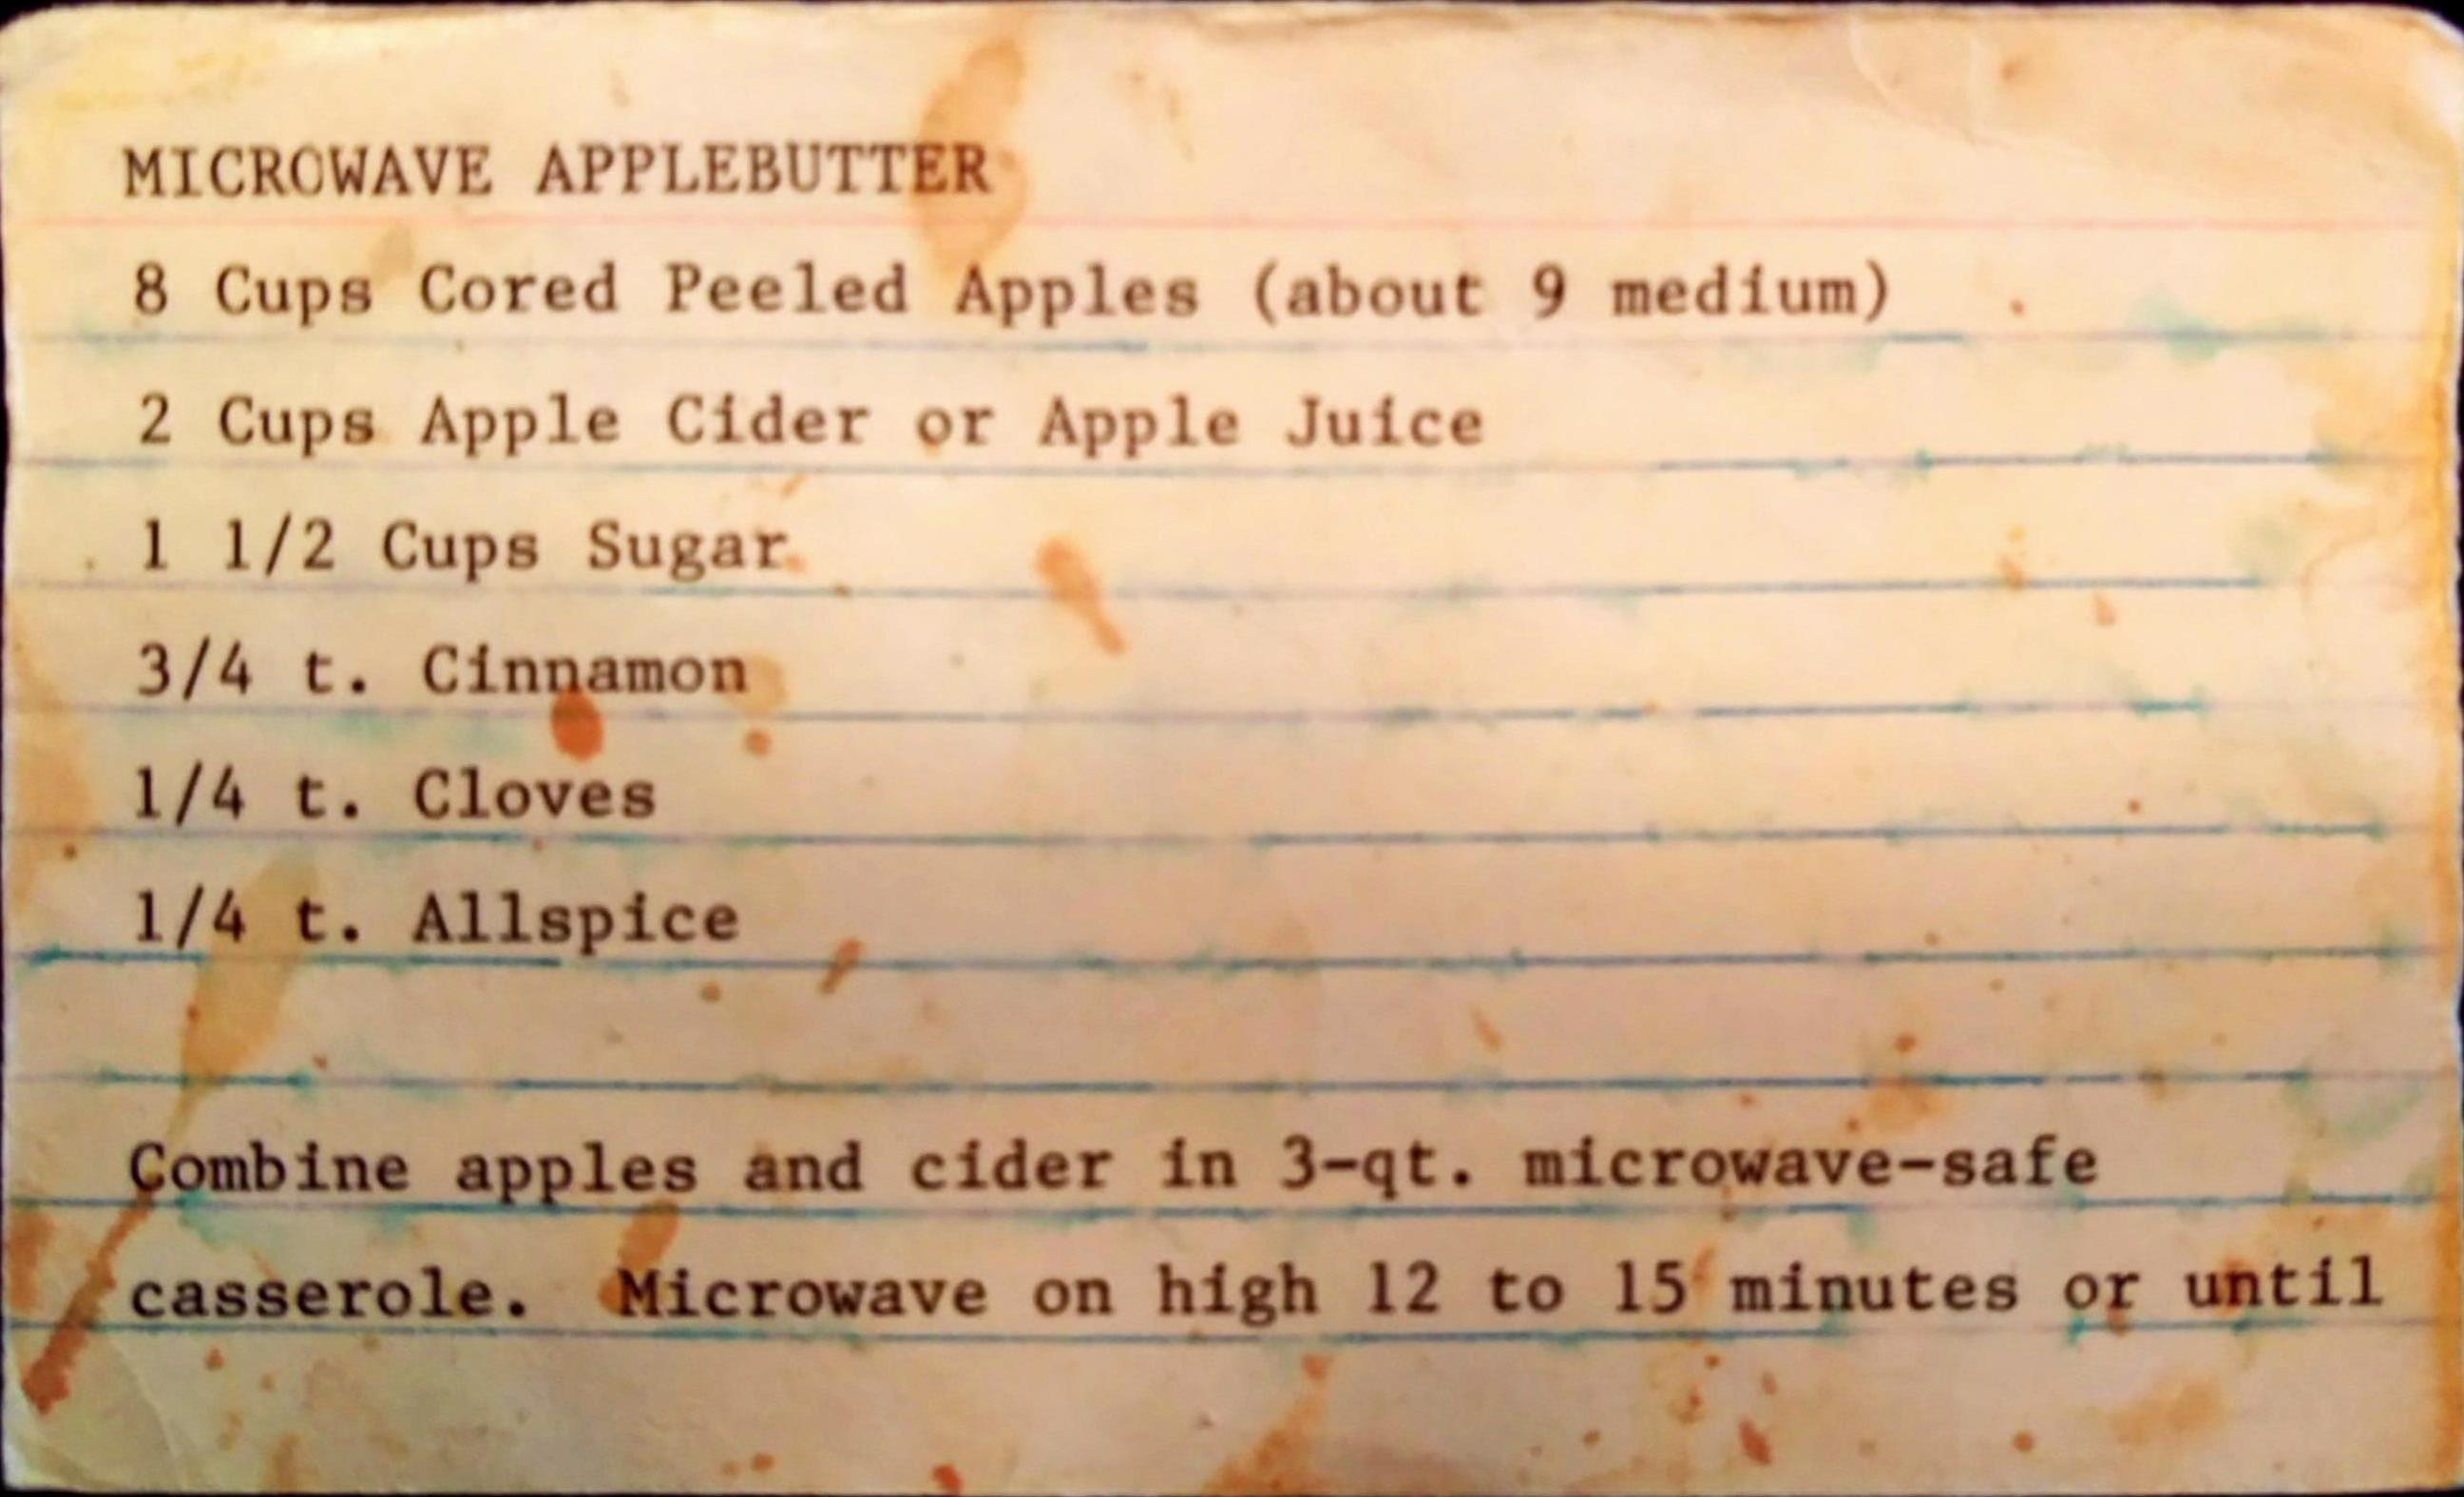 MICROWAVE APPLEBUTTER
8 Cups Cored Peeled Apples (about 9 medium)
2 Cups Apple Cider or Apple Juice
1 1/2 Cups Sugar
3/4 t. Cinnamon
1/4 t. Cloves
1/4 t. Allspice
Combine apples and cider in 3-qt. microwave-safe
casserole. Microwave on high 12 to 15 minutes or until